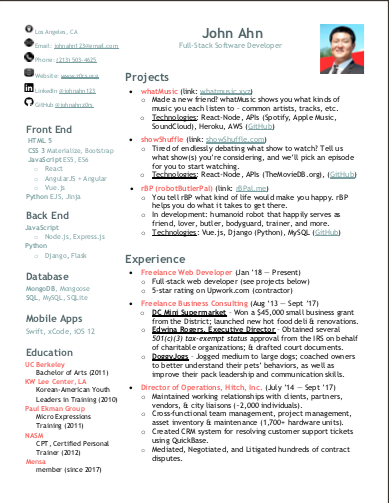 John Ahn
Full-Stack Software Developer
Los Angeles, CA
Email: johnahn123@email.com
Phone: (213) 503-4625
Website:
LinkedIn @johnahn123
GitHub
Front End
HTML 5
CSS 3 Materialize, Bootstrap
JavaScript ES5, ES6
o React
o AngularJS + Angular
o Vue.js
Python EJS, Jinja
Back End
JavaScript
o Node.js, Express.js
Python
o Django, Flask
Database
MongoDB, Mongoose
SQL, MySQL, SQLite
Mobile Apps
Swift, xCode, iOS 12
Education
UC Berkeley
Bachelor of Arts (2011)
KW Leo Center, LA
Korean-American Youth
Leaders in Training (2010)
Paul Ekman Group
Micro Expressions
Training (2011)
NASM
CPT, Certified Personal
Trainer (2012)
Mensa
member (since 2017)
Projects
• whatMusic (link: whatmusic.xyz)
o Made a new friend? whatMusic shows you what kinds of
music you each listen to - common artists, tracks, etc.
o Technologies: React-Node, APIs (Spotify, Apple Music,
SoundCloud), Heroku, AWS (GitHub)
• showShuffle (link: showShuffle.com)
o Tired of endlessly debating what show to watch? Tell us
what show(s) you're considering, and we'll pick an episode
for you to start watching.
o Technologies: React-Node, APIs (TheMovieDB.org), (GitHub)
• rBP (robotButlerPal) (link: rBPal.me)
o You tell rBP what kind of life would make you happy. rBP
helps you do what it takes to get there.
o In development: humanoid robot that happily serves as
friend, lover, butler, bodyguard, trainer, and more.
o Technologies: Vue.js, Django (Python), MySQL (GitHub)
Experience
• Freelance Web Developer (Jan '18 — Present)
o Full-stack web developer (see projects below)
o 5-star rating on Upwork.com (contractor)
• Freelance Business Consulting (Aug '13 — Sept '17)
o DC Mini Supermarket - Won a $45,000 small business grant
from the District; launched new hot food deli & renovations.
o Edwina Rogers, Executive Director - Obtained several
501(c)(3) tax-exempt status approval from the IRS on behalf
of charitable organizations; & drafted court documents.
o DoggyJogs - Jogged medium to large dogs; coached owners
to better understand their pets' behaviors, as well as
improve their pack leadership and communication skills.
• Director of Operations, Hitch, Inc. (July '14 — Sept '17)
o Maintained working relationships with clients, partners,
vendors, & city liaisons (~2,000 individuals).
o Cross-functional team management, project management,
asset inventory & maintance (1,700+ hardware units).
o Created CRM system for resolving customer support tickets
using QuickBase.
o Mediated, Negotiated, and Litigated hundreds of contract
disputes.